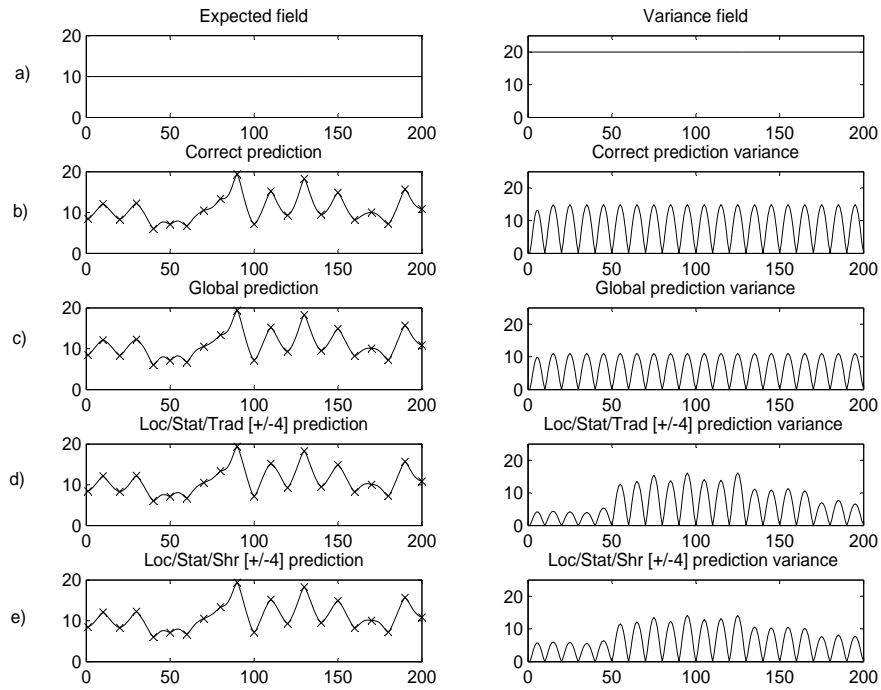 Expected field
Variance field
a)
20
10
0
0 50 100 150 200
20
10
0
0 50 100 150 200
Correct prediction
Correct prediction variance
b)
20
10
0
0 50 100 150 200
20
10
0
0 50 100 150 200
Global prediction
Global prediction variance
c)
20
10
0
0 50 100 150 200
20
10
0
0 50 100 150 200
Loc/Stat/Trad [+/-4] prediction
Loc/Stat/Trad [+/-4] prediction variance
d)
20
10
0
0 50 100 150 200
20
10
0
0 50 100 150 200
Loc/Stat/Shr [+/-4] prediction
Loc/Stat/Shr [+/-4] prediction variance
e)
20
10
0
0 50 100 150 200
20
10
0
0 50 100 150 200